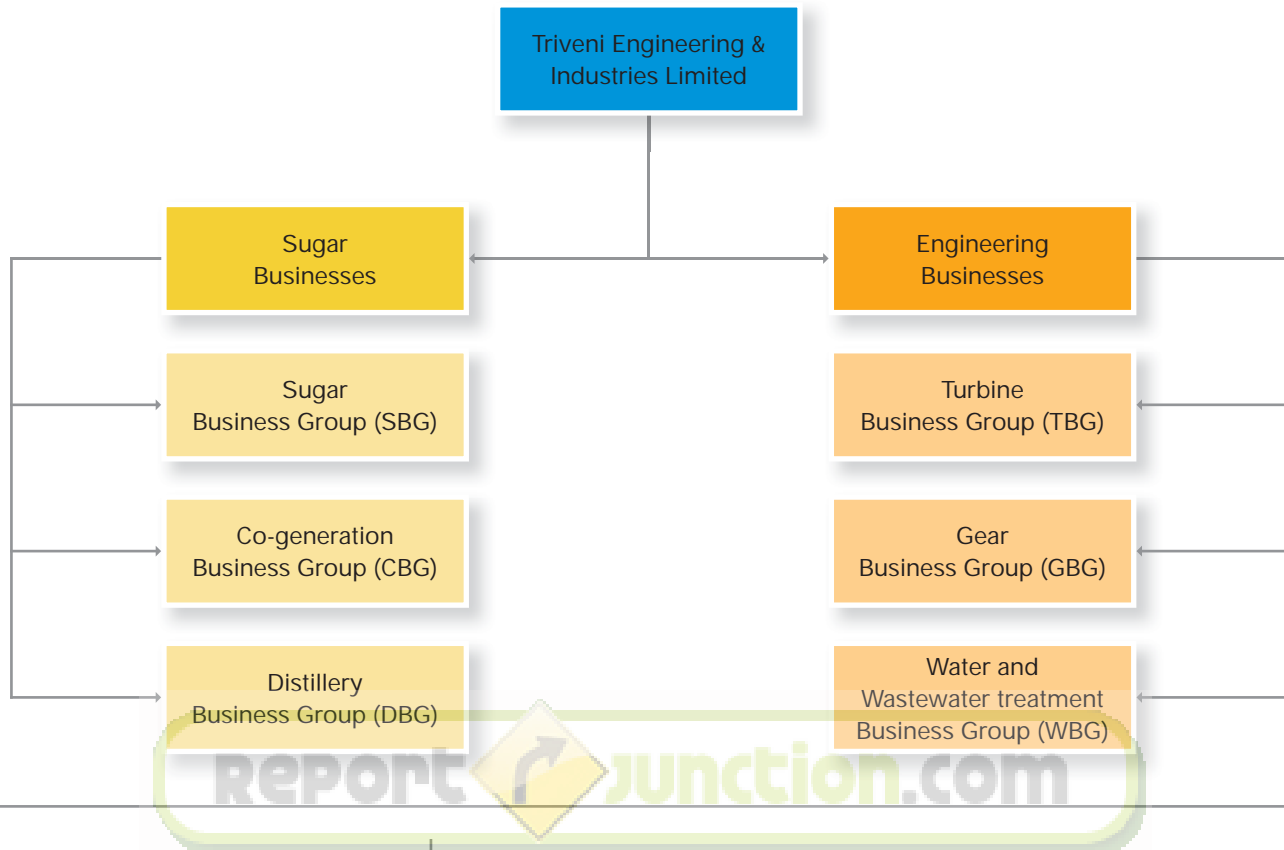 Triveni Engineering &
Industries Limited
Sugar
Businesses
Engineering
Businesses
Sugar
Business Group (SBG)
Turbine
Business Group (TBG)
Co-generation
Business Group (CBG)
Gear
Business Group (GBG)
Distillery
Business Group (DBG)
Water and
Wastewater treatment
Business Group (WBG)
Report Junction.com